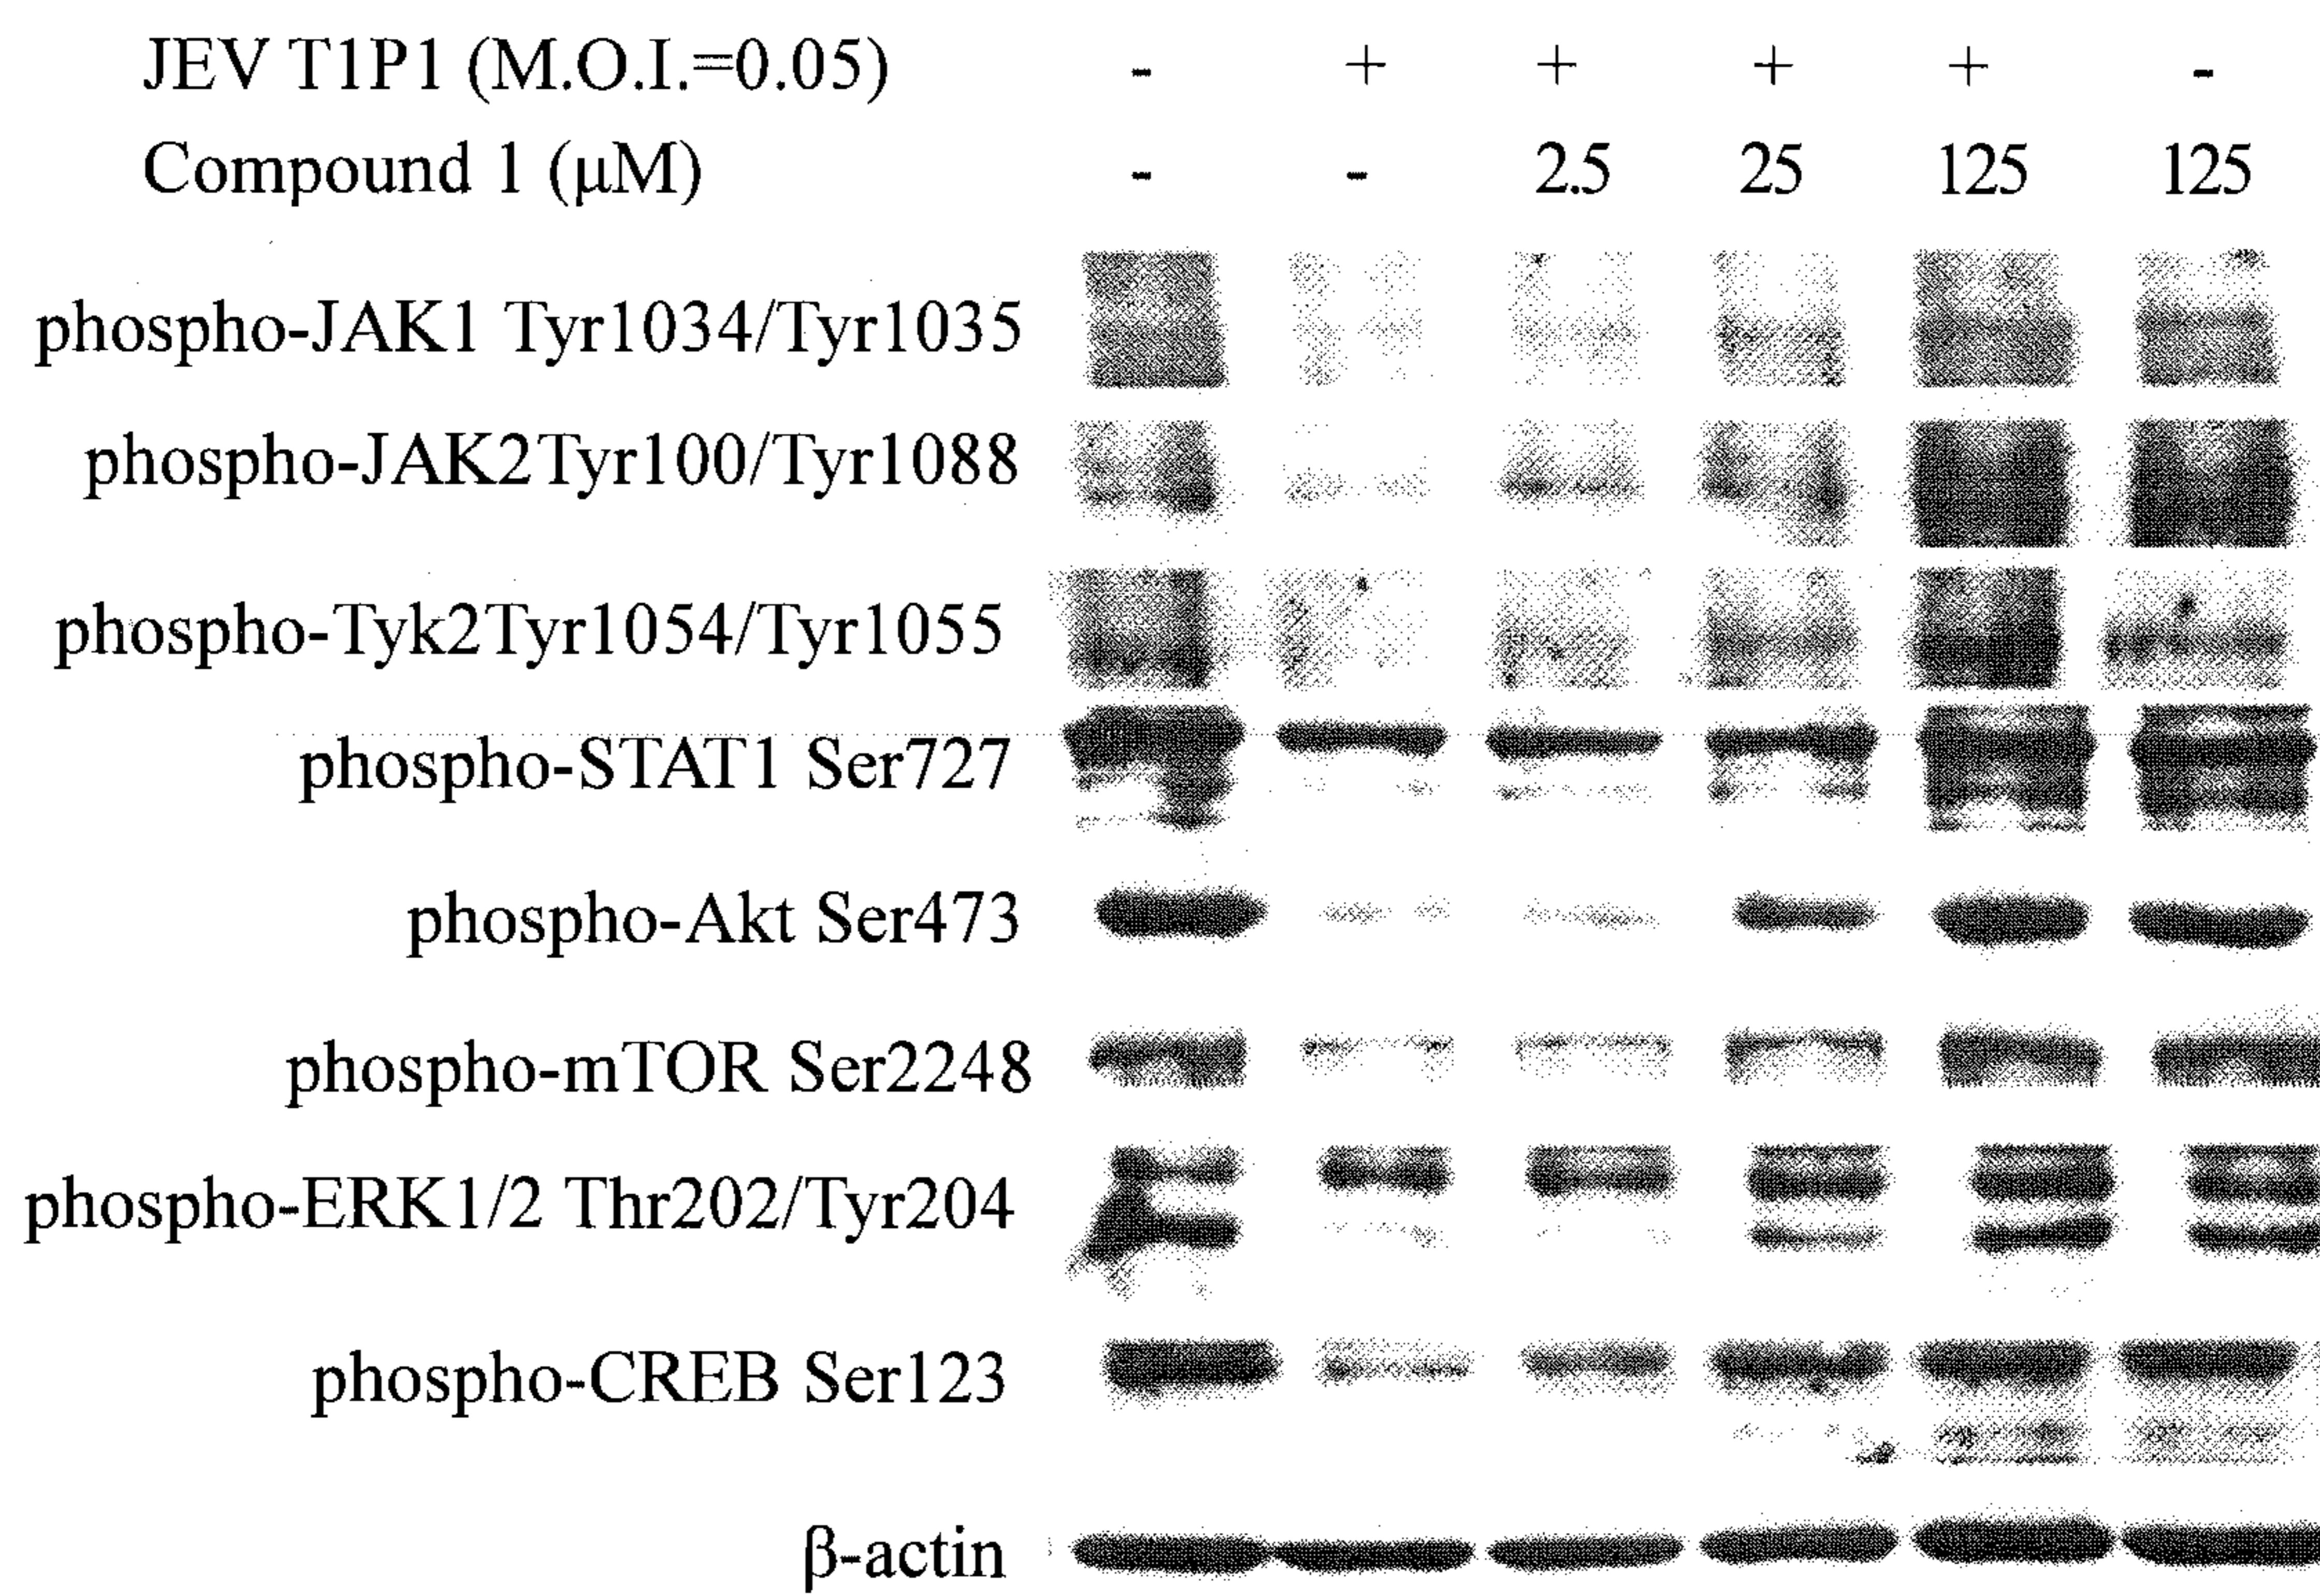 JEV T1P1 (M.O.I.=0.05) - + + + + -
Compound 1 (μM) - - 2.5 25 125 125
phospho-JAK1 Tyr1034/Tyr1035
phospho-JAK2Tyr100/Tyr1088
phospho-Tyk2Tyr1054/Tyr1055
phospho-STAT1 Ser727
phospho-Akt Ser473
phospho-mTOR Ser2248
phospho-ERK1/2 Thr202/Tyr204
phospho-CREB Ser123
β-actin